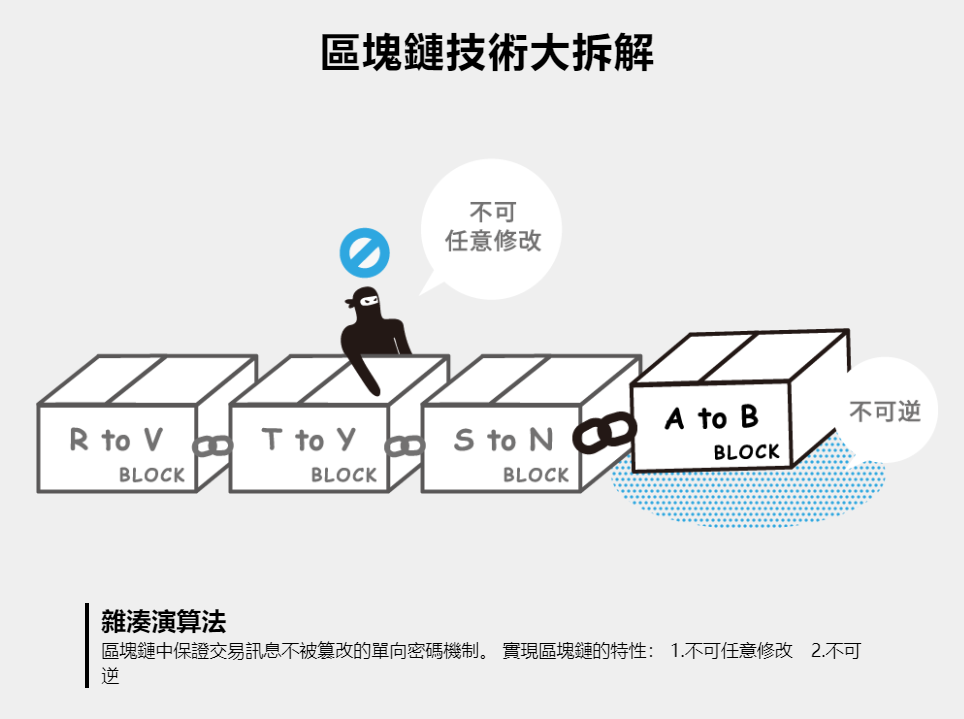 區塊鏈技術大拆解
不可
任意修改
R to V
BLOCK
T to Y
BLOCK
S to N
BLOCK
A to B
BLOCK
不可逆
雜湊演算法
區塊鏈中保證交易訊息不被篡改的單向密碼機制。 實現區塊鏈的特性： 1.不可任意修改　2.不可
逆